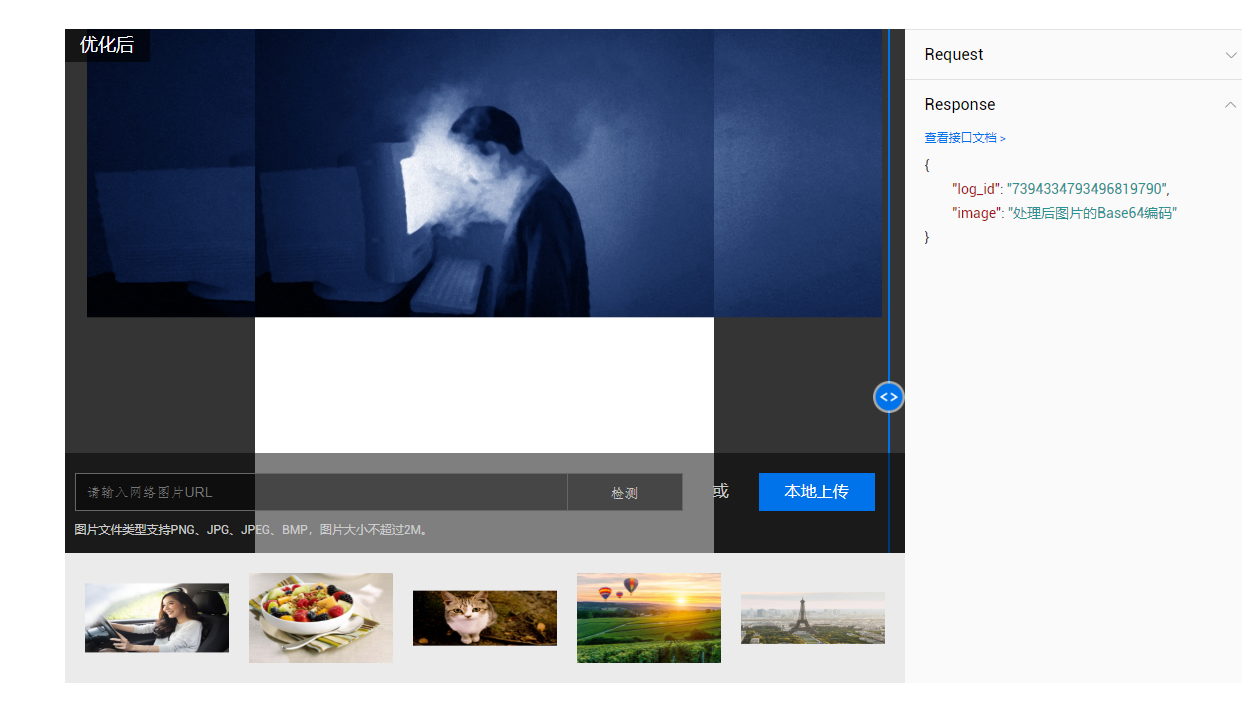 优化后
Request
Response
查看接口文档 >
{
"log_id": "7394334793496819790",
"image": "处理后图片的Base64编码"
}
请输入网络图片URL
检测
或
本地上传
图片文件类型支持PNG、JPG、JPEG、BMP，图片大小不超过2M。